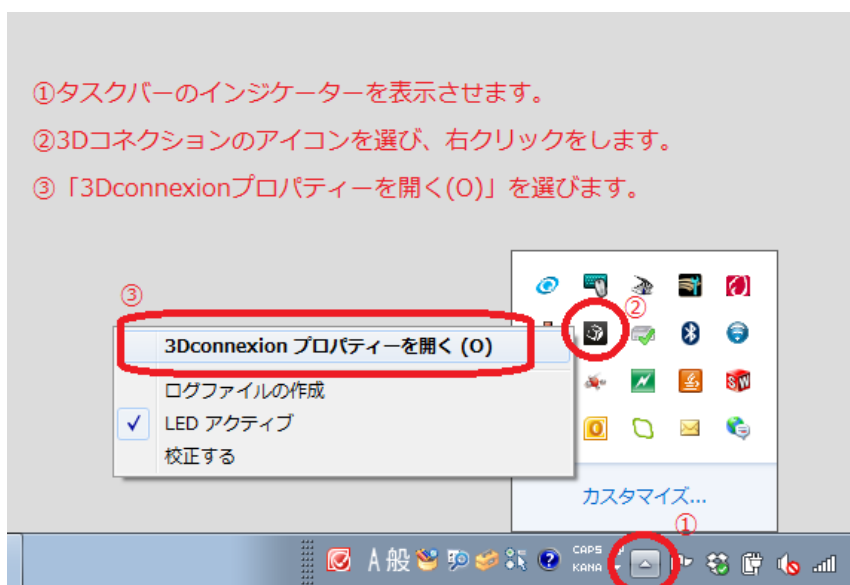 ①タスクバーのインジケーターを表示させます。
②3Dコネクションのアイコンを選び、右クリックをします。
③「3Dconnexionプロパティーを開く(O)」を選びます。
③
②
3Dconnexion プロパティーを開く (O)
ログファイルの作成
LED アクティブ
校正する
カスタマイズ...
①
A 般
CAPS
KANA